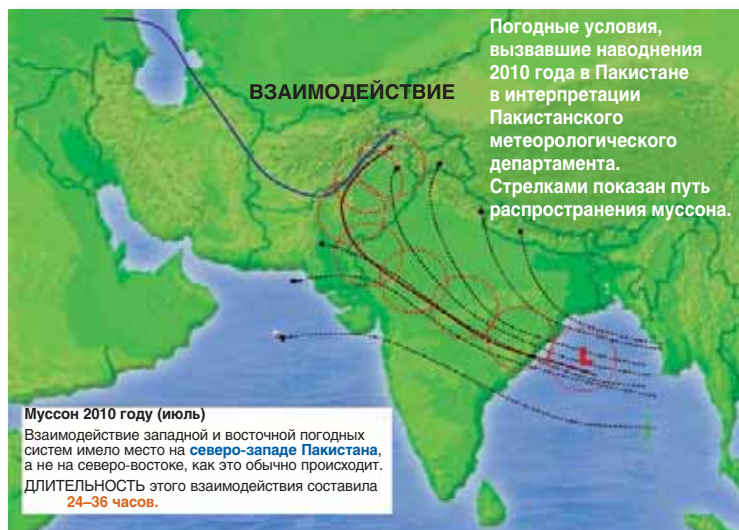 Погодные условия,
вызвавшие наводнения
2010 года в Пакистане
в интерпретации
Пакистанского
метеорологического
департамента.
Стрелками показан путь
распространения муссона.
ВЗАИМОДЕЙСТВИЕ
L
Муссон 2010 году (июль)
Взаимодействие западной и восточной погодных
систем имело место на северо-западе Пакистана,
а не на северо-востоке, как это обычно происходит.
ДЛИТЕЛЬНОСТЬ этого взаимодействия составила
24–36 часов.